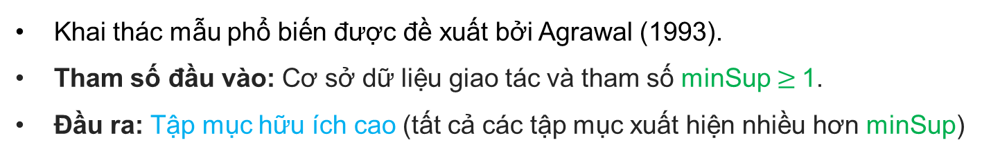 • Khai thác mẫu phổ biến được đề xuất bởi Agrawal (1993).
• Tham số đầu vào: Cơ sở dữ liệu giao tác và tham số minSup ≥ 1.
• Đầu ra: Tập mục hữu ích cao (tất cả các tập mục xuất hiện nhiều hơn minSup)